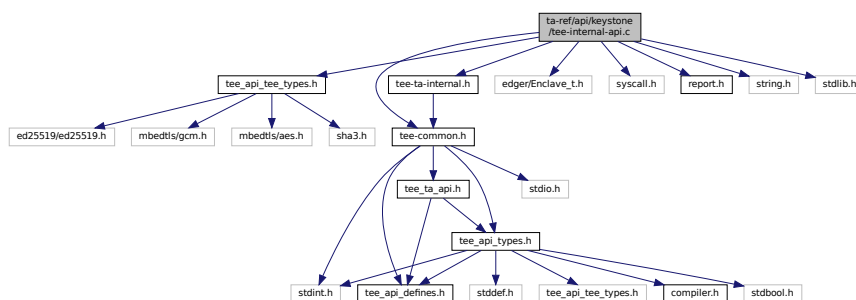 ta-ref/api/keystone
/tee-internal-api.c
tee_api_tee_types.h
tee-ta-internal.h
edger/Enclave_t.h
syscall.h
report.h
string.h
stdlib.h
ed25519/ed25519.h
mbedtls/gcm.h
mbedtls/aes.h
sha3.h
tee-common.h
tee_ta_api.h
stdio.h
tee_api_types.h
stdint.h
tee_api_defines.h
stddef.h
tee_api_tee_types.h
compiler.h
stdbool.h